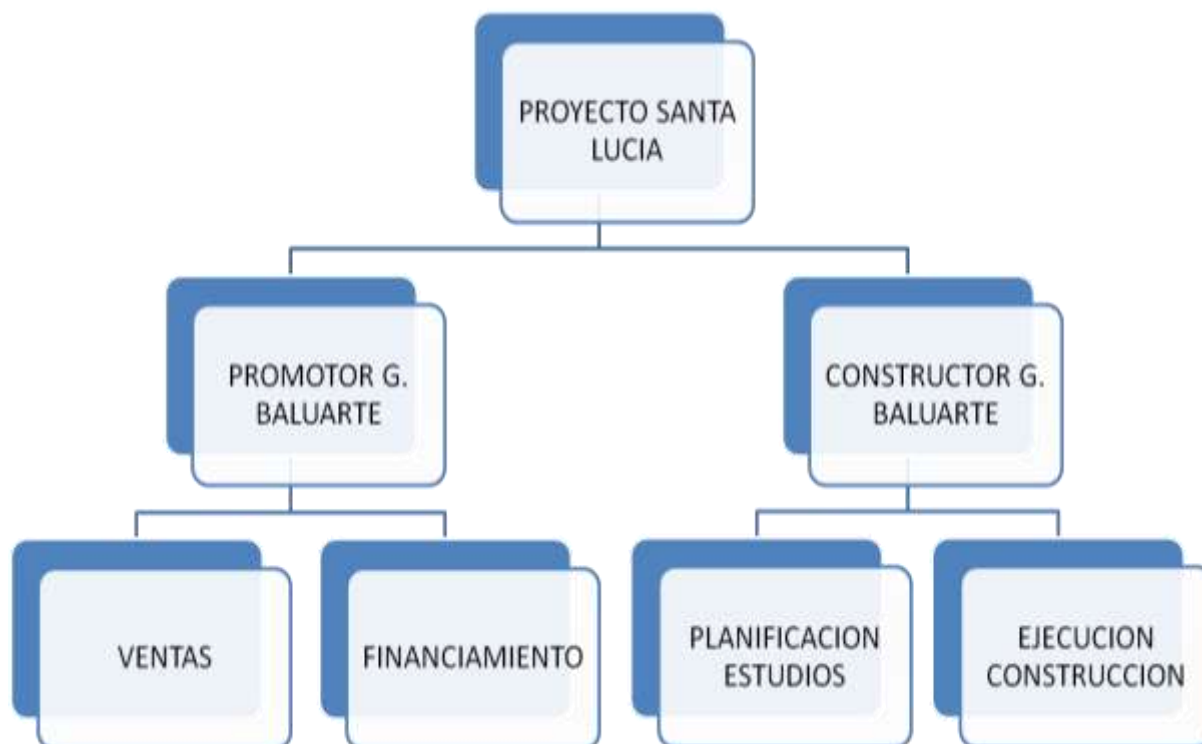 PROYECTO SANTA
LUCIA
PROMOTOR G.
BALUARTE
CONSTRUCTOR G.
BALUARTE
VENTAS
FINANCIAMIENTO
PLANIFICACION
ESTUDIOS
EJECUCION
CONSTRUCCION